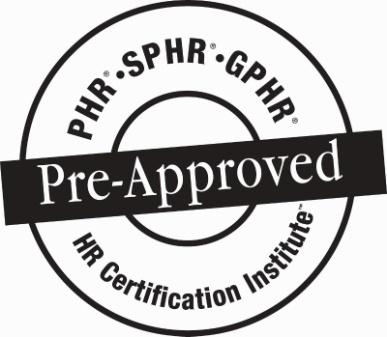 PHR®•SPHR®•GPHR®
Pre-Approved
HR Certification Institute™